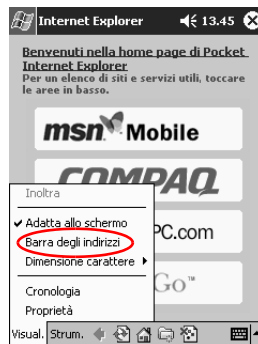 Internet Explorer 13.45
Benvenuti nella home page di Pocket
Internet Explorer
Per un elenco di siti e servizi utili, toccare
le aree in basso.
msn Mobile
COMPAQ
PC.com
Go™
Inoltra
Adatta allo schermo
Barra degli indirizzi
Dimensione carattere
Cronologia
Proprietà
Visual. Strum.